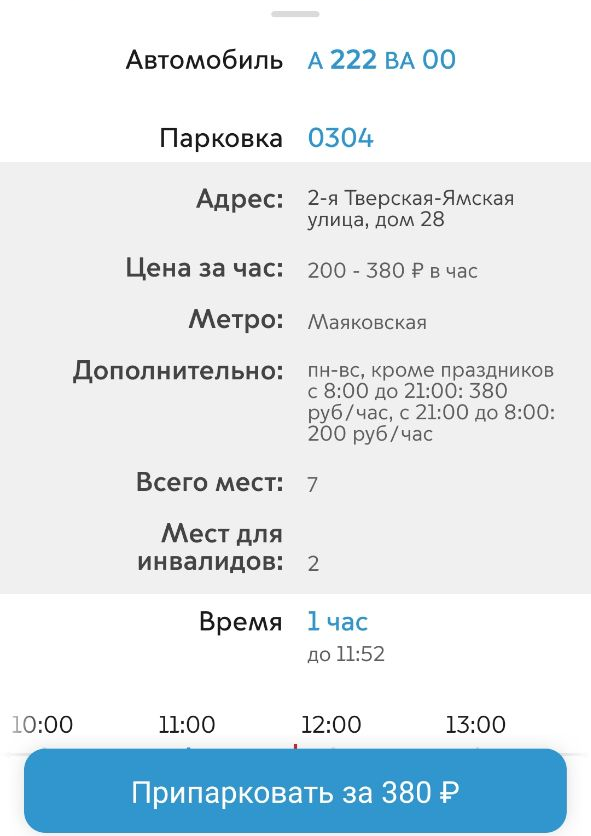 Автомобиль А 222 ВА 00
Парковка 0304
Адрес: 2-я Тверская-Ямская
улица, дом 28
Цена за час: 200 - 380 ₽ в час
Метро: Маяковская
Дополнительно: пн-вс, кроме праздников
с 8:00 до 21:00: 380
руб/час, с 21:00 до 8:00:
200 руб/час
Всего мест: 7
Мест для
инвалидов: 2
Время 1 час
до 11:52
10:00 11:00 12:00 13:00
Припарковать за 380 ₽